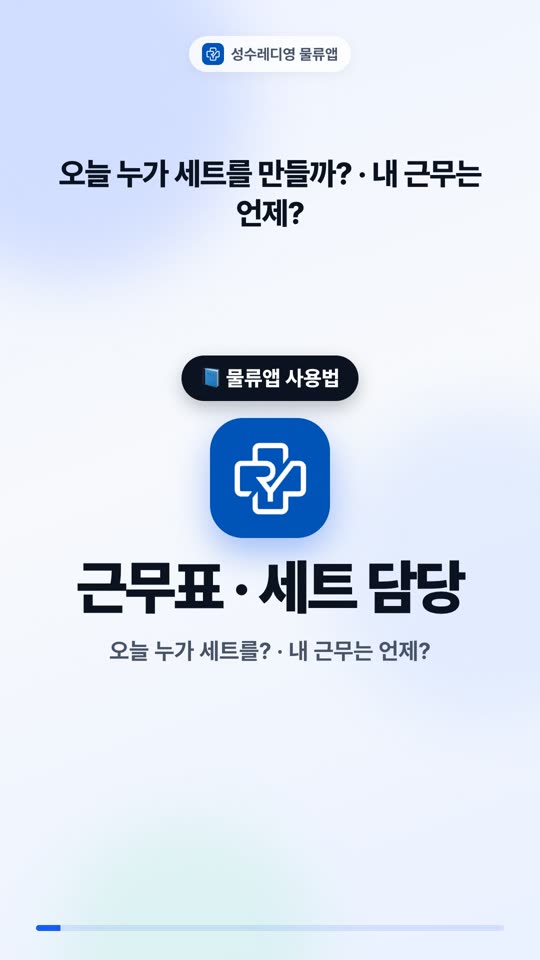 성수레디영 물류앱
오늘 누가 세트를 만들까? · 내 근무는
언제?
📘 물류앱 사용법
RY
근무표 · 세트 담당
오늘 누가 세트를? · 내 근무는 언제?